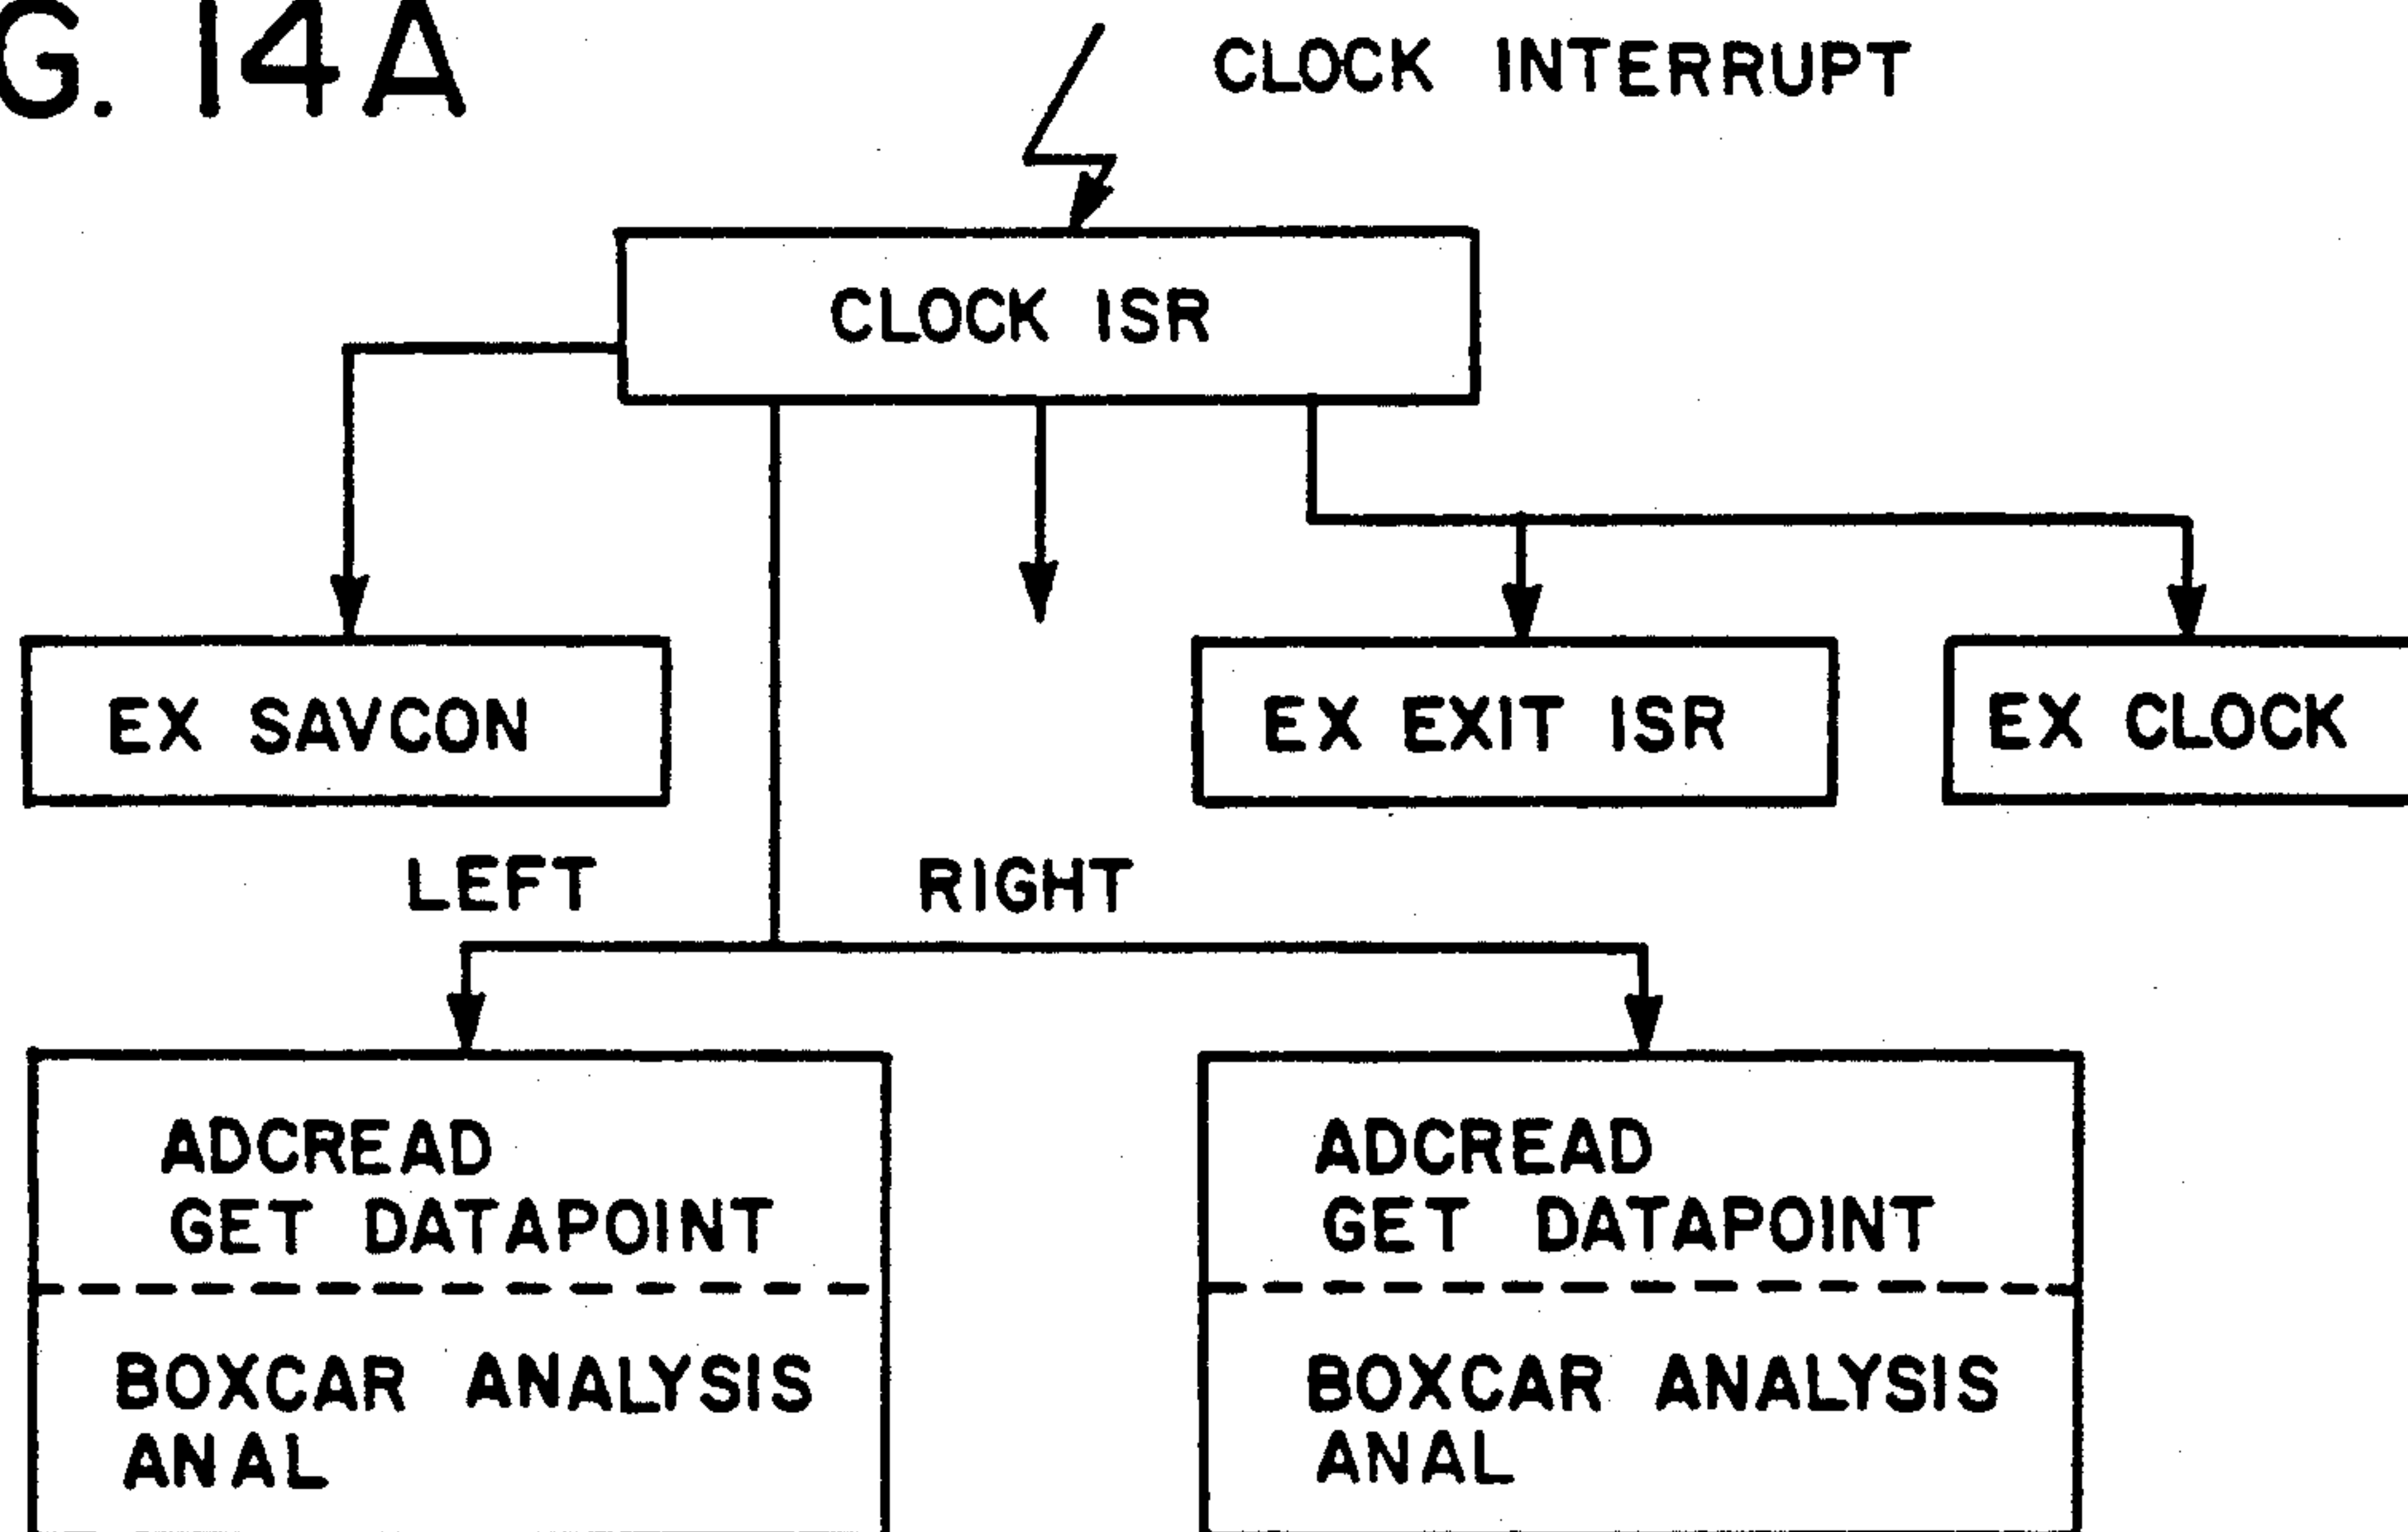 G. 14A
CLOCK INTERRUPT
CLOCK ISR
EX SAVCON
EX EXIT ISR
EX CLOCK
LEFT
RIGHT
ADCREAD
GET DATAPOINT
BOXCAR ANALYSIS
ANAL
ADCREAD
GET DATAPOINT
BOXCAR ANALYSIS
ANAL